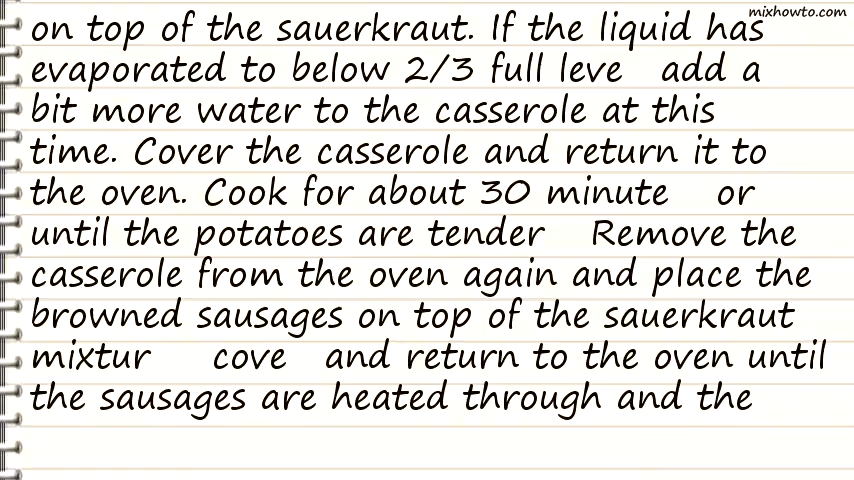 mixhowto.com
on top of the sauerkraut. If the liquid has
evaporated to below 2/3 full leve add a
bit more water to the casserole at this
time. Cover the casserole and return it to
the oven. Cook for about 30 minute or
until the potatoes are tender Remove the
casserole from the oven again and place the
browned sausages on top of the sauerkraut
mixtur cove and return to the oven until
the sausages are heated through and the